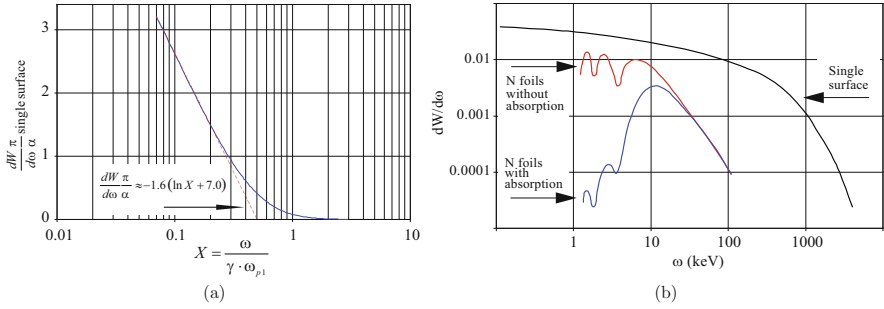 3
2
1
0
dW π
dω α
single surface
dW π
dω α
≈-1.6(ln X + 7.0)
0.01
0.1
1
10
X = ω
γ · ωp1
(a)
dW/dω
0.01
0.001
0.0001
N foils
without
absorption
N foils
with
absorption
Single
surface
1
10
100
1000
ω (keV)
(b)